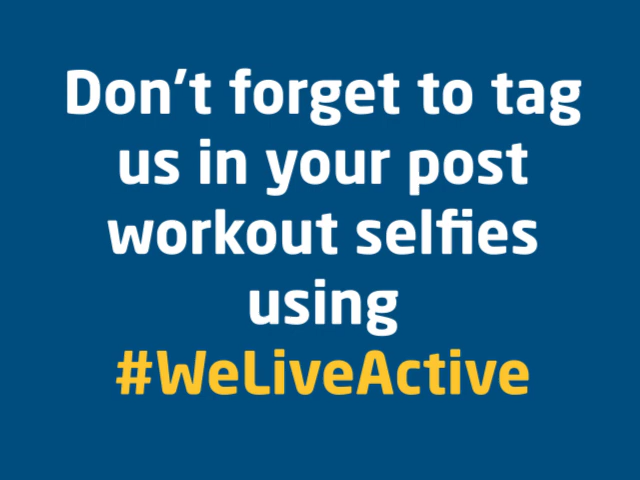 Don’t forget to tag
us in your post
workout selfies
using
#WeLiveActive